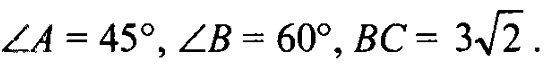 ∠A = 45°, ∠B = 60°, BC = 3√2 .